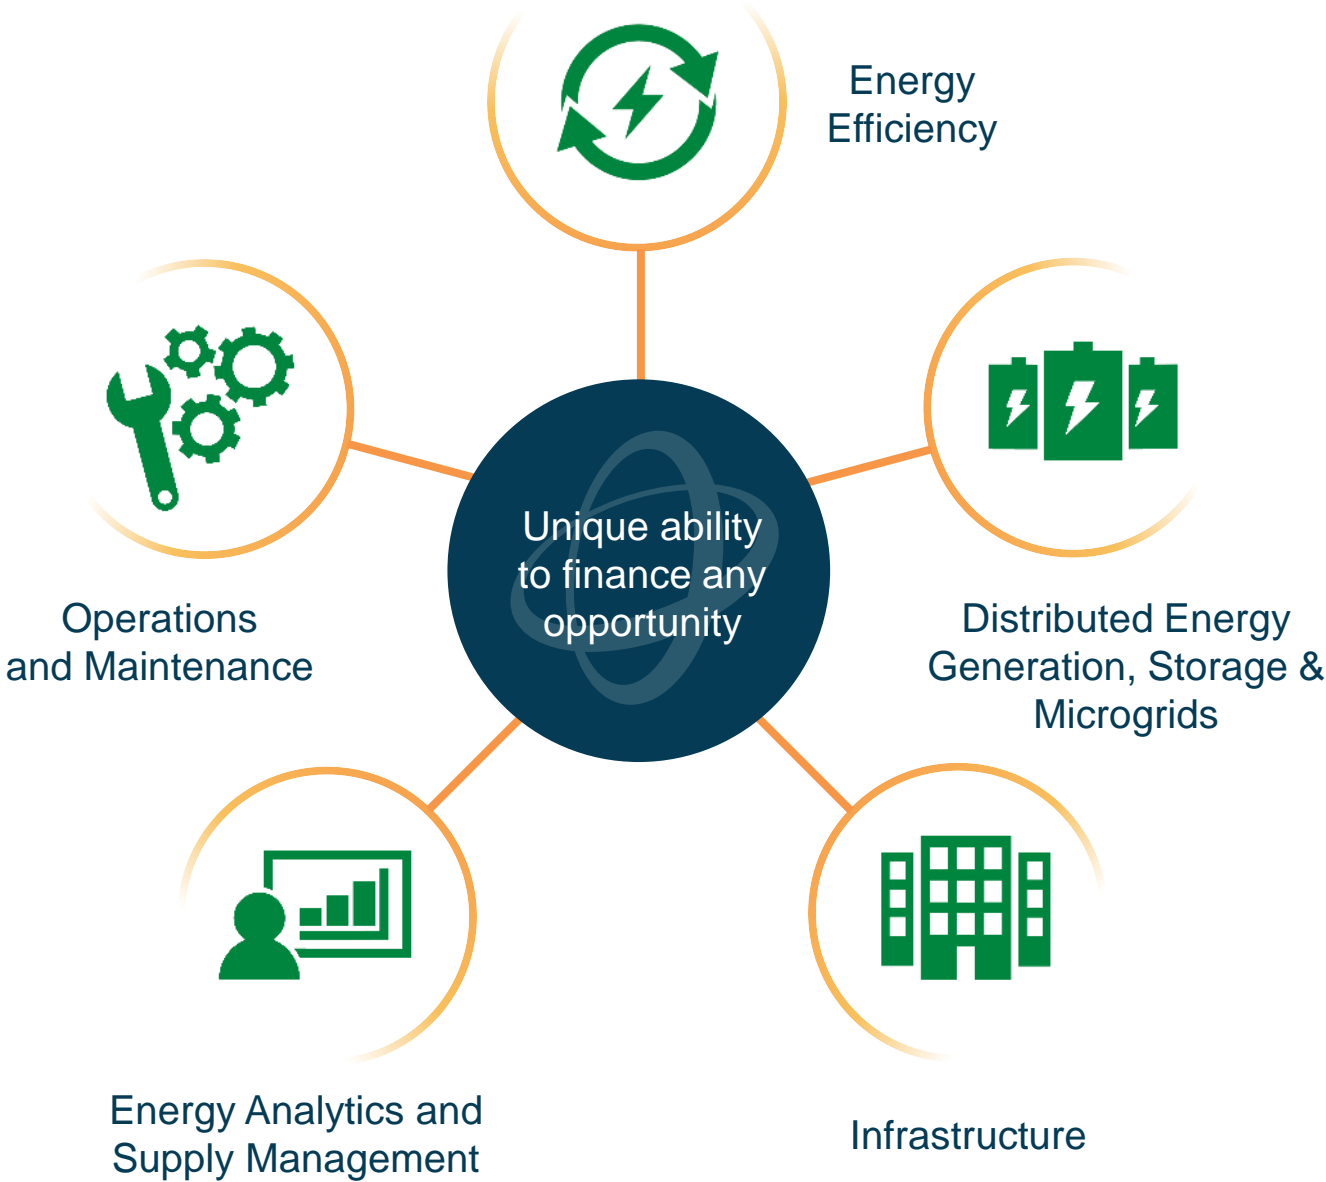 Energy
Efficiency
Operations
and Maintenance
Unique ability
to finance any
opportunity
Distributed Energy
Generation, Storage &
Microgrids
Energy Analytics and
Supply Management
Infrastructure